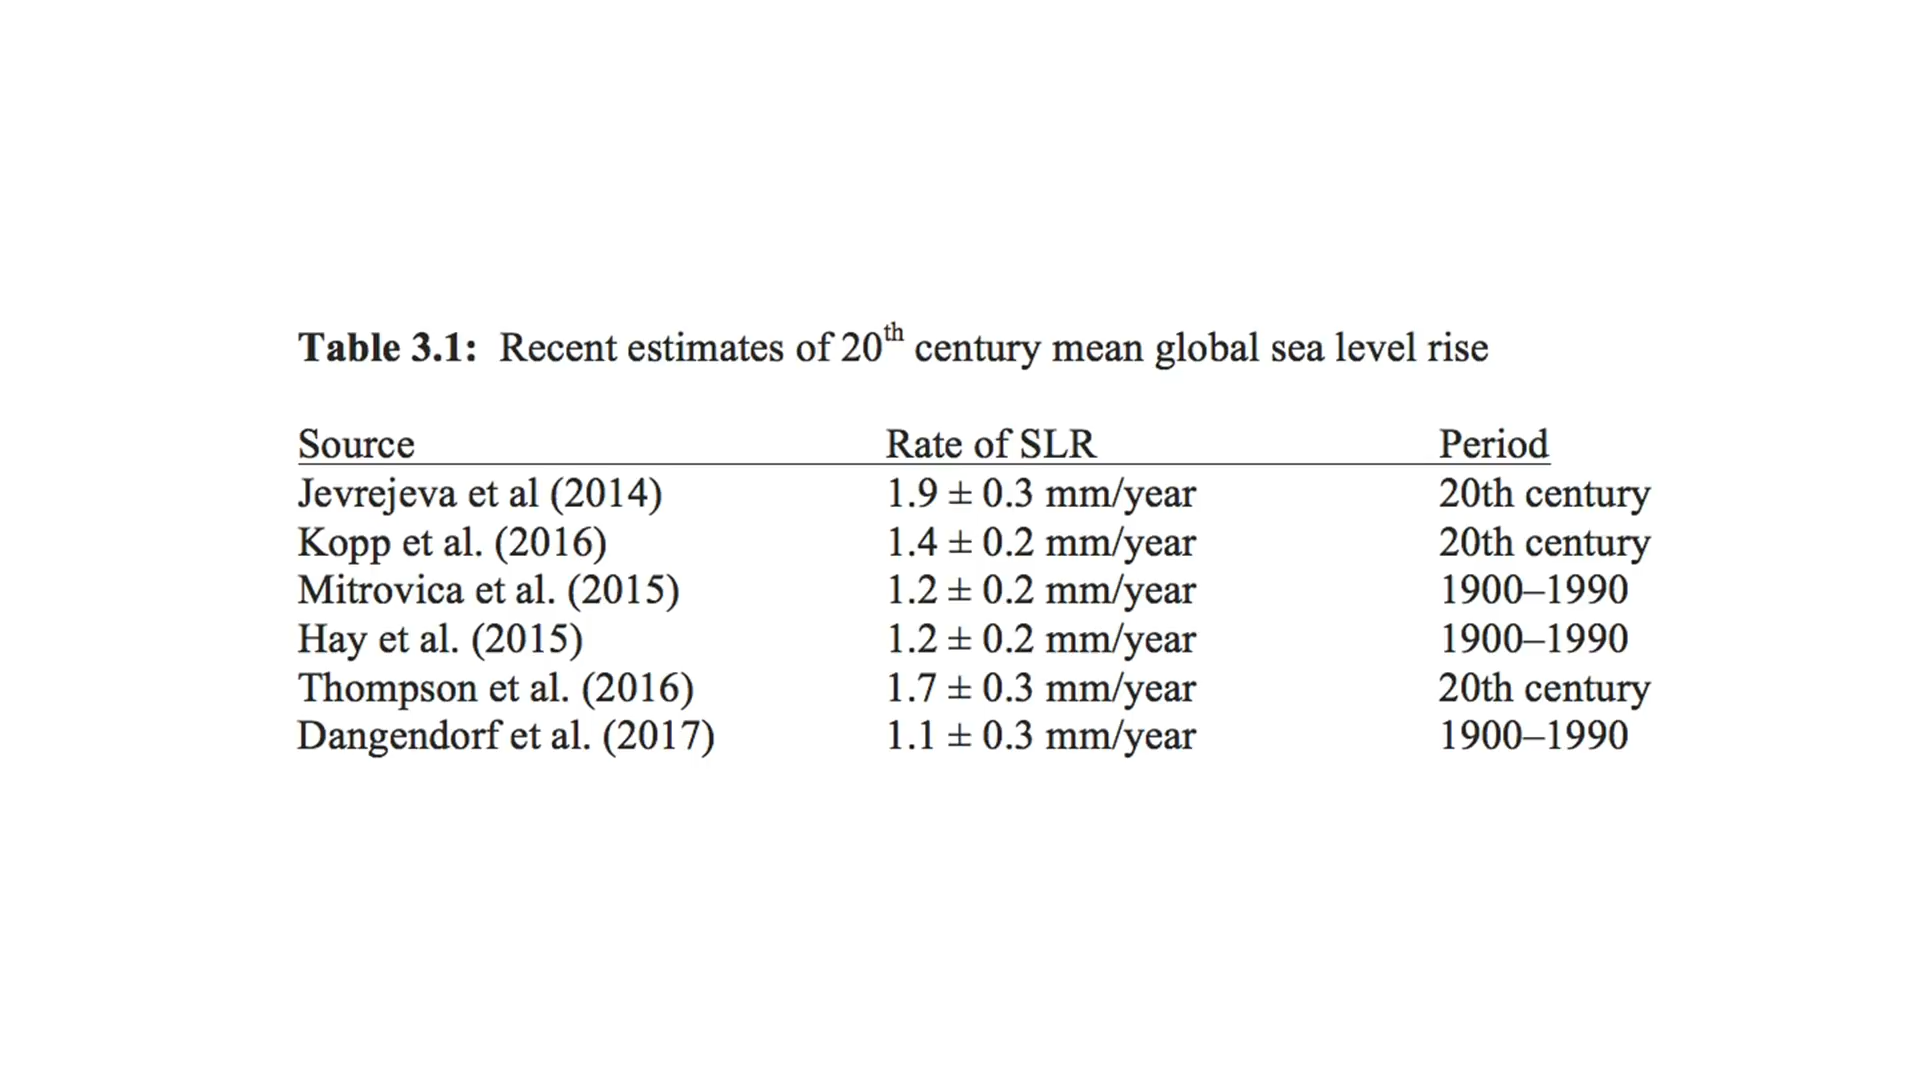 Table 3.1: Recent estimates of 20th century mean global sea level rise
Source Rate of SLR Period
Jevrejeva et al (2014) 1.9 ± 0.3 mm/year 20th century
Kopp et al. (2016) 1.4 ± 0.2 mm/year 20th century
Mitrovica et al. (2015) 1.2 ± 0.2 mm/year 1900–1990
Hay et al. (2015) 1.2 ± 0.2 mm/year 1900–1990
Thompson et al. (2016) 1.7 ± 0.3 mm/year 20th century
Dangendorf et al. (2017) 1.1 ± 0.3 mm/year 1900–1990